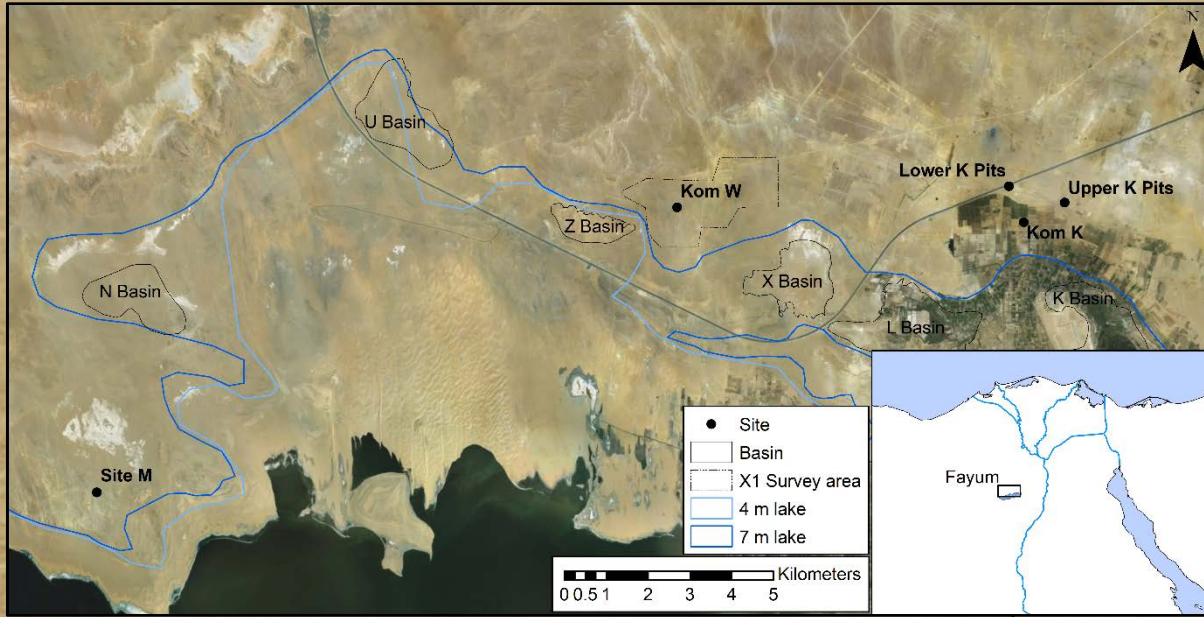 N
U Basin
Lower K Pits
Upper K Pits
Kom W
Kom K
Z Basin
X Basin
N Basin
K Basin
L Basin
Site M
Site
Basin
X1 Survey area
4 m lake
7 m lake
Kilometers
0 0.5 1 2 3 4 5
Fayum